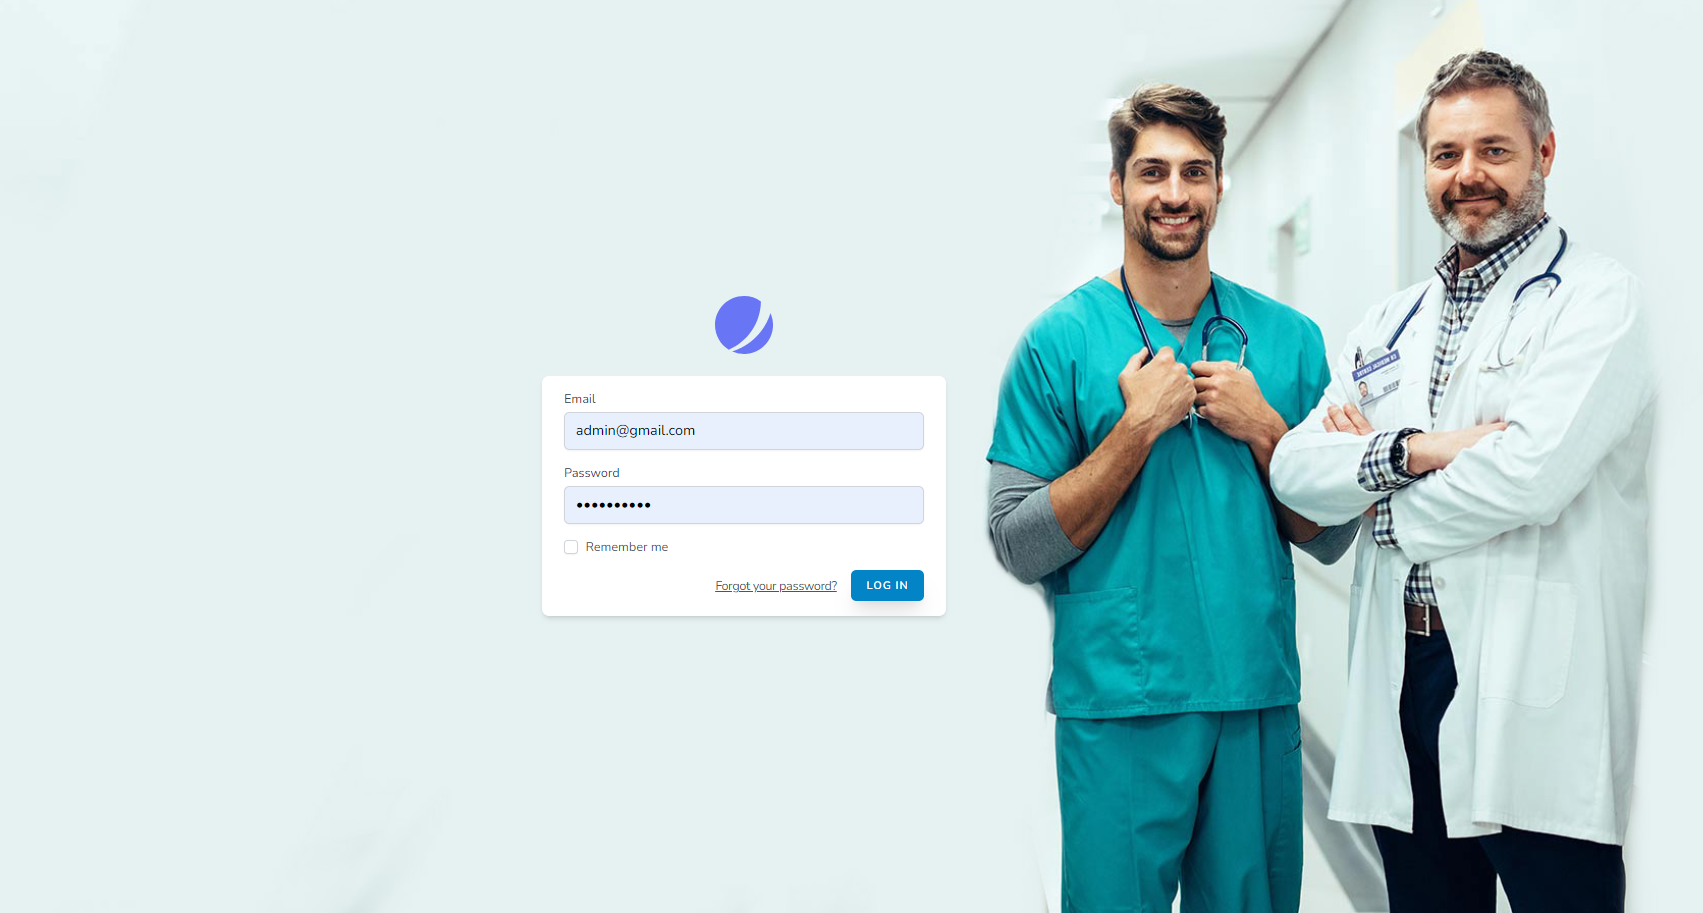 Email
admin@gmail.com
Password
••••••••••
Remember me
Forgot your password?
LOG IN